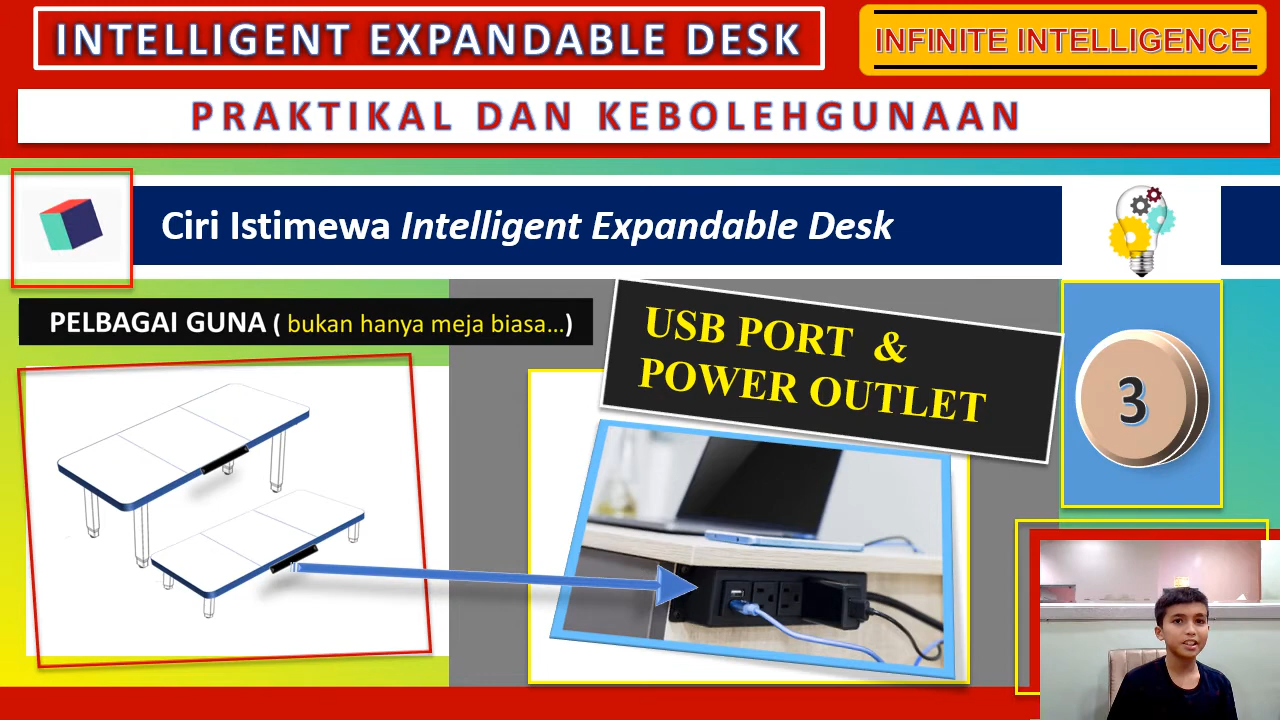 INTELLIGENT EXPANDABLE DESK
INFINITE INTELLIGENCE
PRAKTIKAL DAN KEBOLEHGUNAAN
Ciri Istimewa Intelligent Expandable Desk
PELBAGAI GUNA ( bukan hanya meja biasa...)
USB PORT &
POWER OUTLET
3